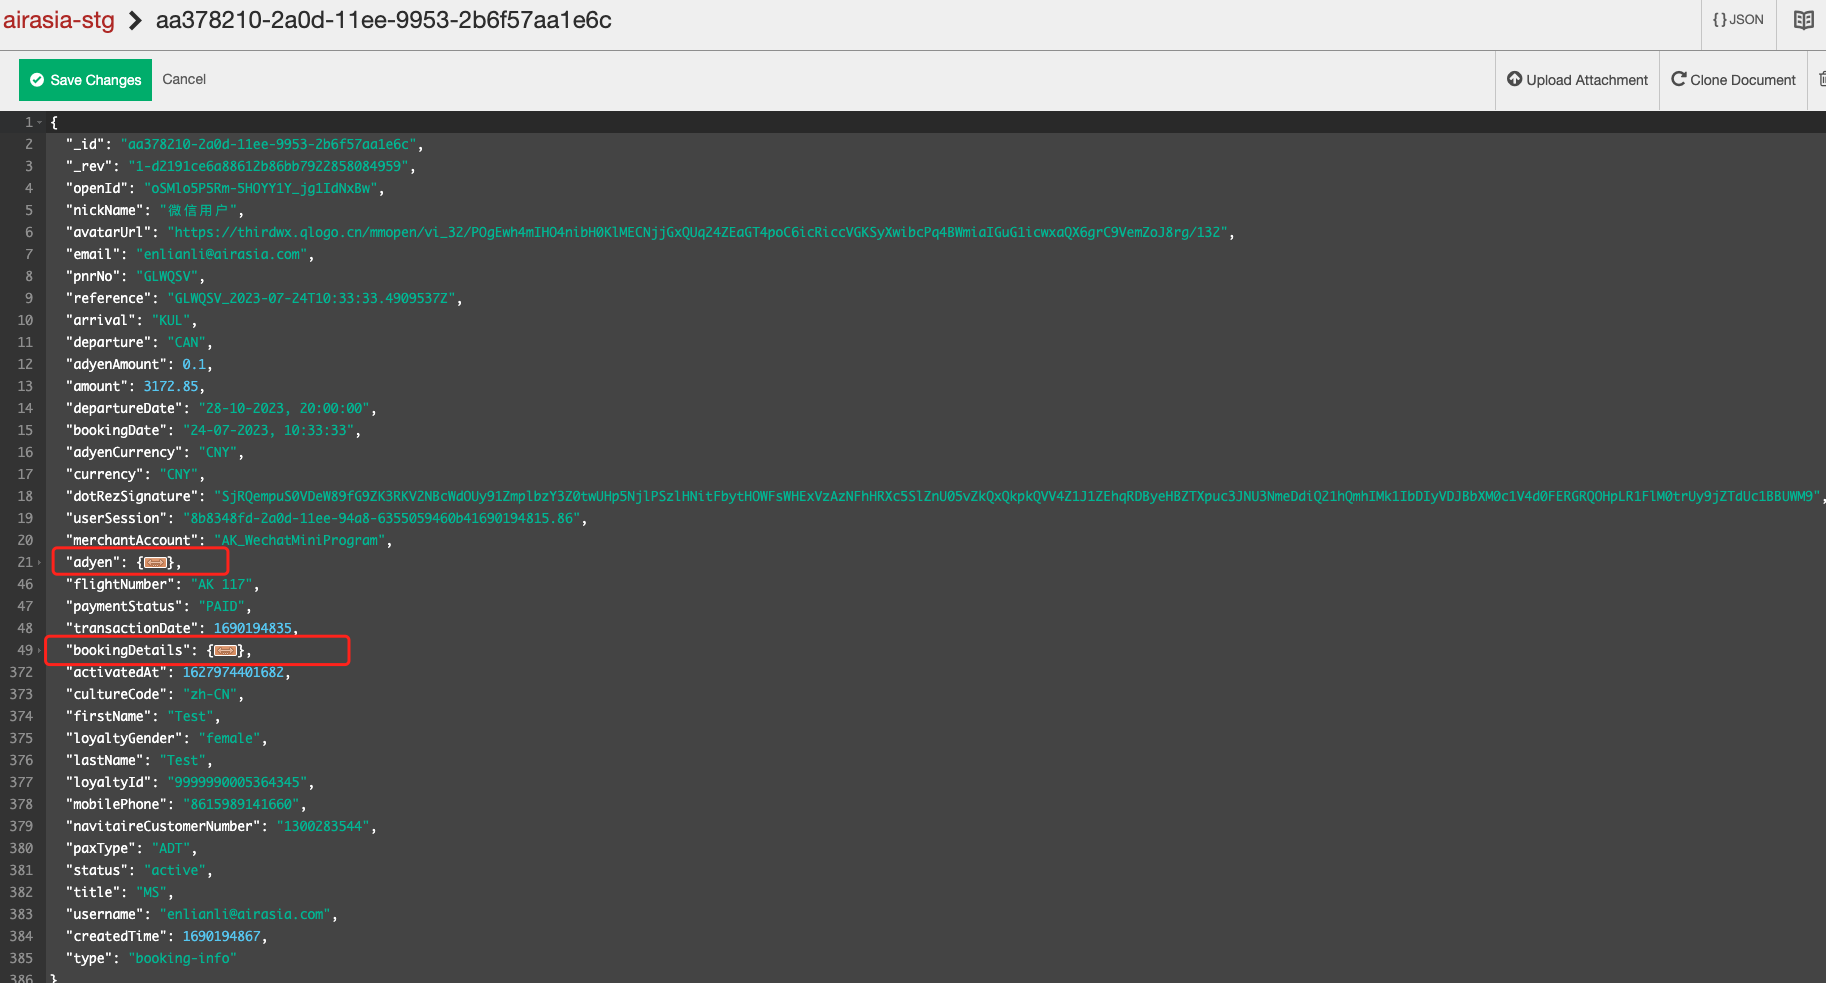 airasia-stg > aa378210-2a0d-11ee-9953-2b6f57aa1e6c
{} JSON
Save Changes Cancel
Upload Attachment Clone Document
1 {
2 "_id": "aa378210-2a0d-11ee-9953-2b6f57aa1e6c",
3 "_rev": "1-d2191ce6a88612b86bb7922858084959",
4 "openId": "oSMlo5P5Rm-5HOYY1Y_jg1IdNxBw",
5 "nickName": "微信用户",
6 "avatarUrl": "https://thirdwx.qlogo.cn/mmopen/vi_32/POgEwh4mIHO4nibH0KlMECNjjGxQUq24ZEaGT4poC6icRiccVGKSyXwibcPq4BWmiaIGuG1icwxaQX6grC9VemZoJ8rg/132",
7 "email": "enlianli@airasia.com",
8 "pnrNo": "GLWQSV",
9 "reference": "GLWQSV_2023-07-24T10:33:33.4909537Z",
10 "arrival": "KUL",
11 "departure": "CAN",
12 "adyenAmount": 0.1,
13 "amount": 3172.85,
14 "departureDate": "28-10-2023, 20:00:00",
15 "bookingDate": "24-07-2023, 10:33:33",
16 "adyenCurrency": "CNY",
17 "currency": "CNY",
18 "dotRezSignature": "SjRQempuS0VDeW89fG9ZK3RKV2NBcWdOUy91ZmplbzY3Z0twUHp5NjlPSzlHNitFbytHOWFsWHExVzAzNFhHRXc5SlZnU05vZkQxQkpkQVV4Z1J1ZEhqRDByeHBZTXpuc3JNU3NmeDdiQ21hQmhIMk1IbDIyVDJBbXM0c1V4d0FERGRQOHpLR1FlM0trUy9jZTdUc1BBUWM9",
19 "userSession": "8b8348fd-2a0d-11ee-94a8-6355059460b41690194815.86",
20 "merchantAccount": "AK_WechatMiniProgram",
21 "adyen": {},
46 "flightNumber": "AK 117",
47 "paymentStatus": "PAID",
48 "transactionDate": 1690194835,
49 "bookingDetails": {},
372 "activatedAt": 1627974401682,
373 "cultureCode": "zh-CN",
374 "firstName": "Test",
375 "loyaltyGender": "female",
376 "lastName": "Test",
377 "loyaltyId": "9999990005364345",
378 "mobilePhone": "8615989141660",
379 "navitaireCustomerNumber": "1300283544",
380 "paxType": "ADT",
381 "status": "active",
382 "title": "MS",
383 "username": "enlianli@airasia.com",
384 "createdTime": 1690194867,
385 "type": "booking-info"
386 }